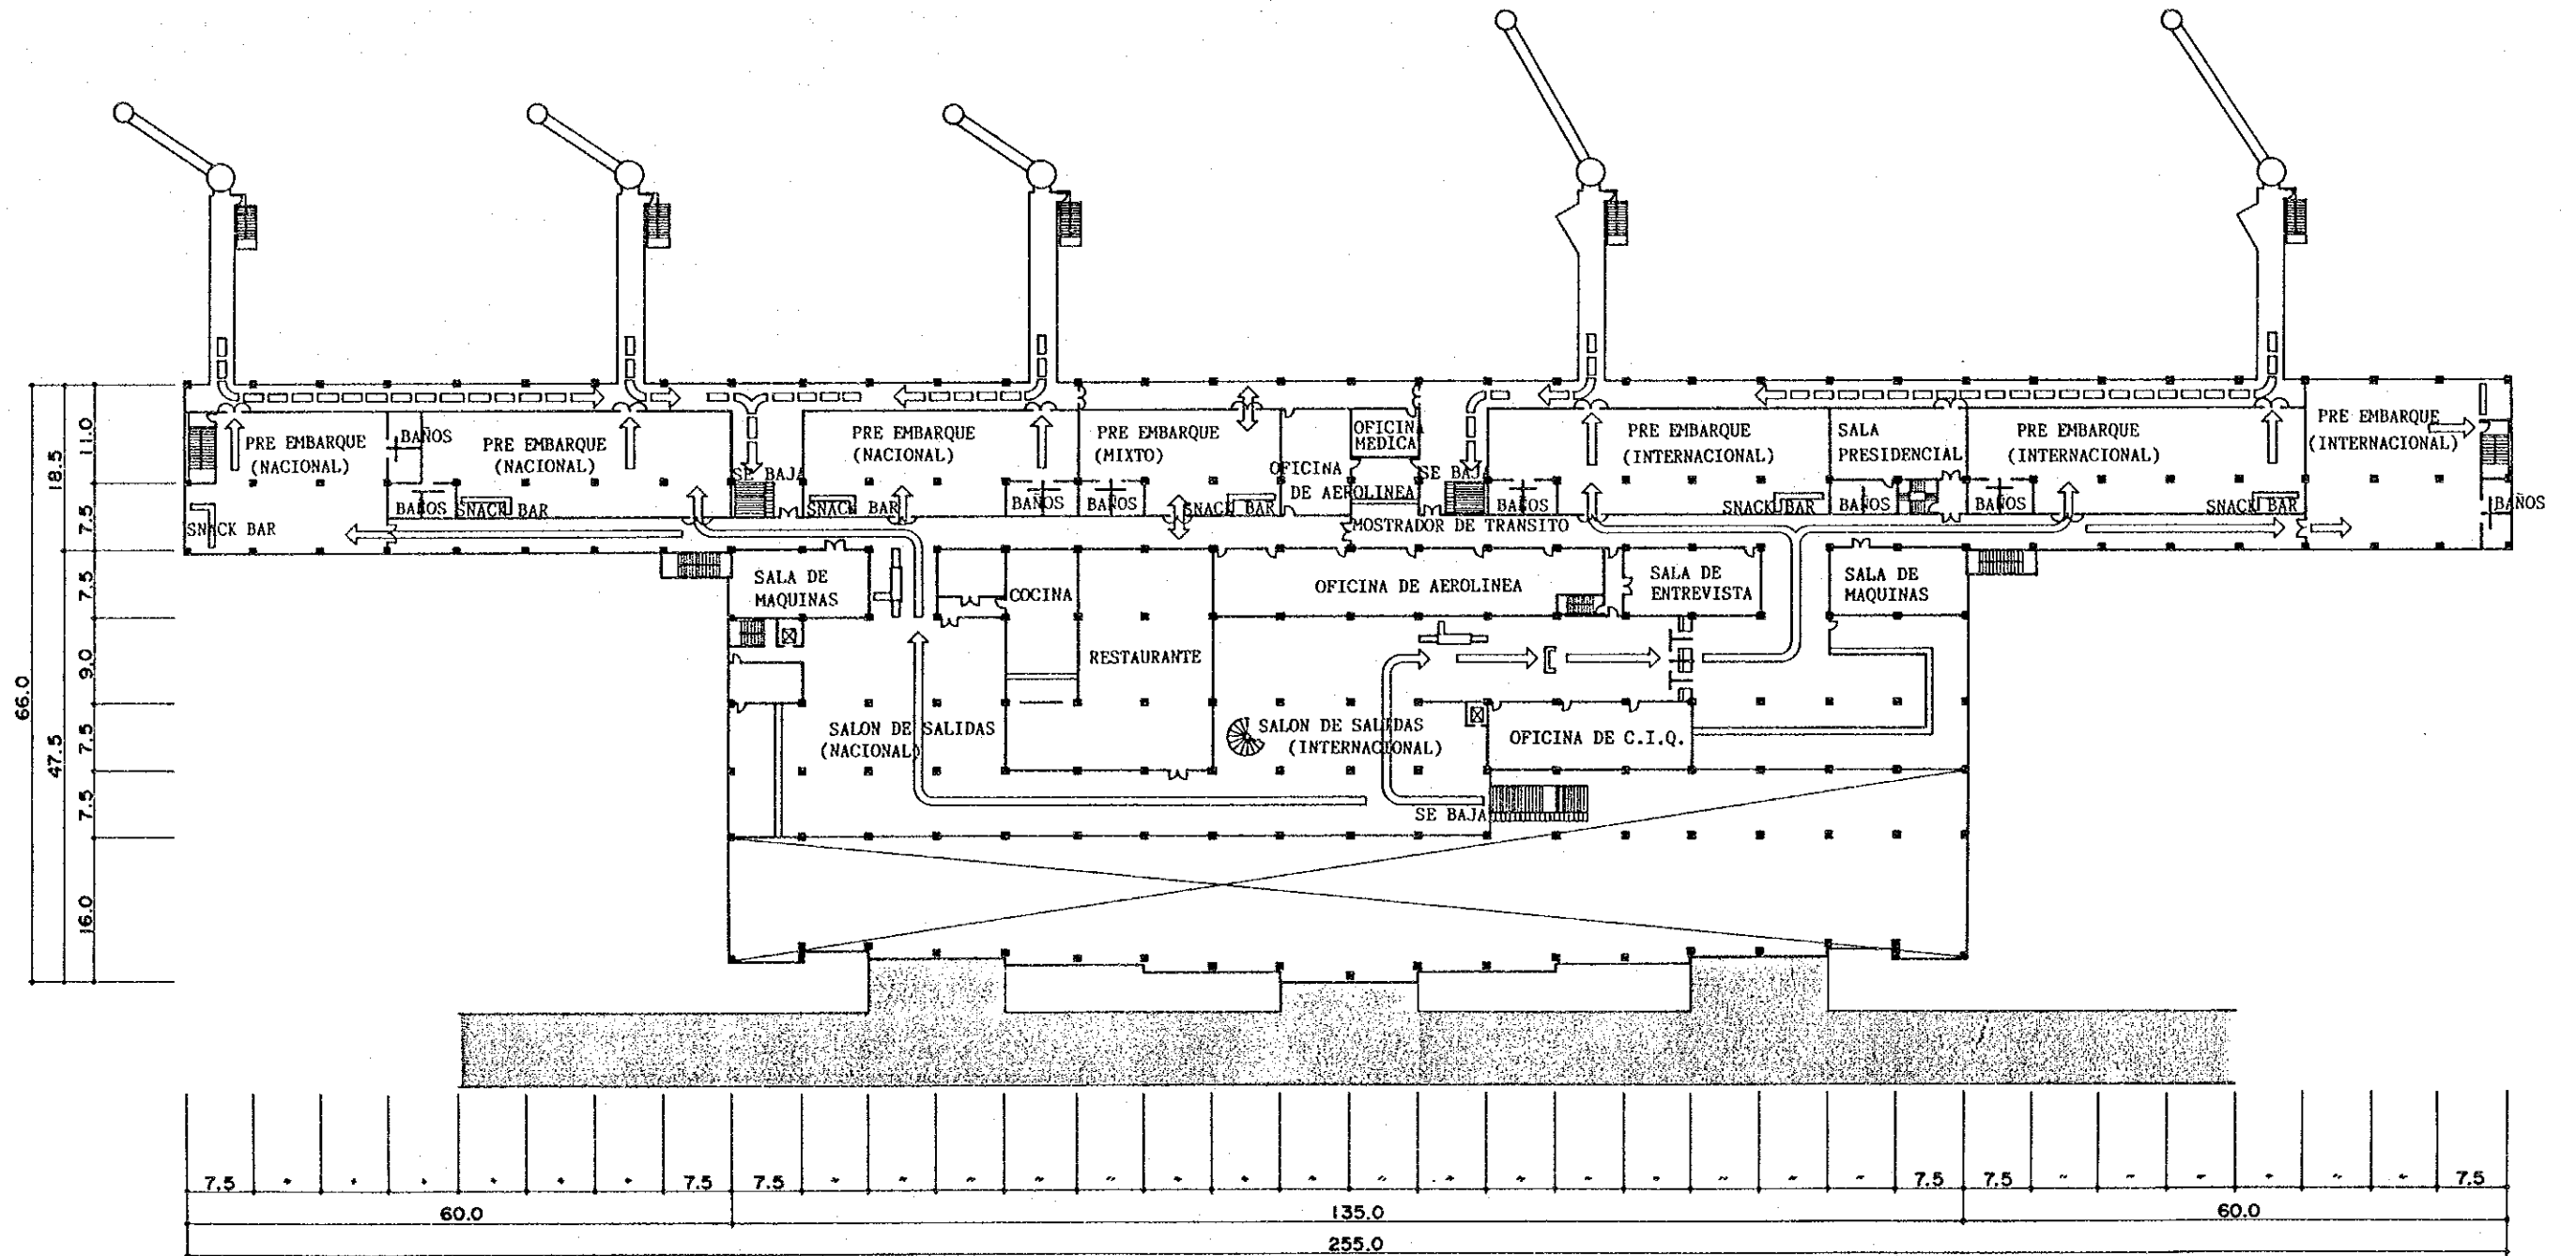 PRE EMBARQUE
(NACIONAL)
BAÑOS
PRE EMBARQUE
(NACIONAL)
SE BAJA
PRE EMBARQUE
(NACIONAL)
PRE EMBARQUE
(MIXTO)
OFICINA
DE AEROLINEA
OFICINA
MEDICA
SE BAJA
PRE EMBARQUE
(INTERNACIONAL)
SALA
PRESIDENCIAL
PRE EMBARQUE
(INTERNACIONAL)
PRE EMBARQUE
(INTERNACIONAL)
SNACK BAR
BAÑOS
SNACK BAR
SNACK BAR
BAÑOS
BAÑOS
SNACK BAR
MOSTRADOR DE TRANSITO
BAÑOS
SNACK BAR
BAÑOS
BAÑOS
SNACK BAR
BAÑOS
SALA DE
MAQUINAS
COCINA
OFICINA DE AEROLINEA
SALA DE
ENTREVISTA
SALA DE
MAQUINAS
RESTAURANTE
SALON DE SALIDAS
(NACIONAL)
SALON DE SALIDAS
(INTERNACIONAL)
OFICINA DE C.I.Q.
SE BAJA
66.0
18.5
47.5
11.0
7.5
7.5
9.0
7.5
7.5
16.0
7.5 " " " " " " 7.5 7.5 " " " " " " " " " " " " " " " " 7.5 7.5 " " " " " " 7.5
60.0 135.0 60.0
255.0